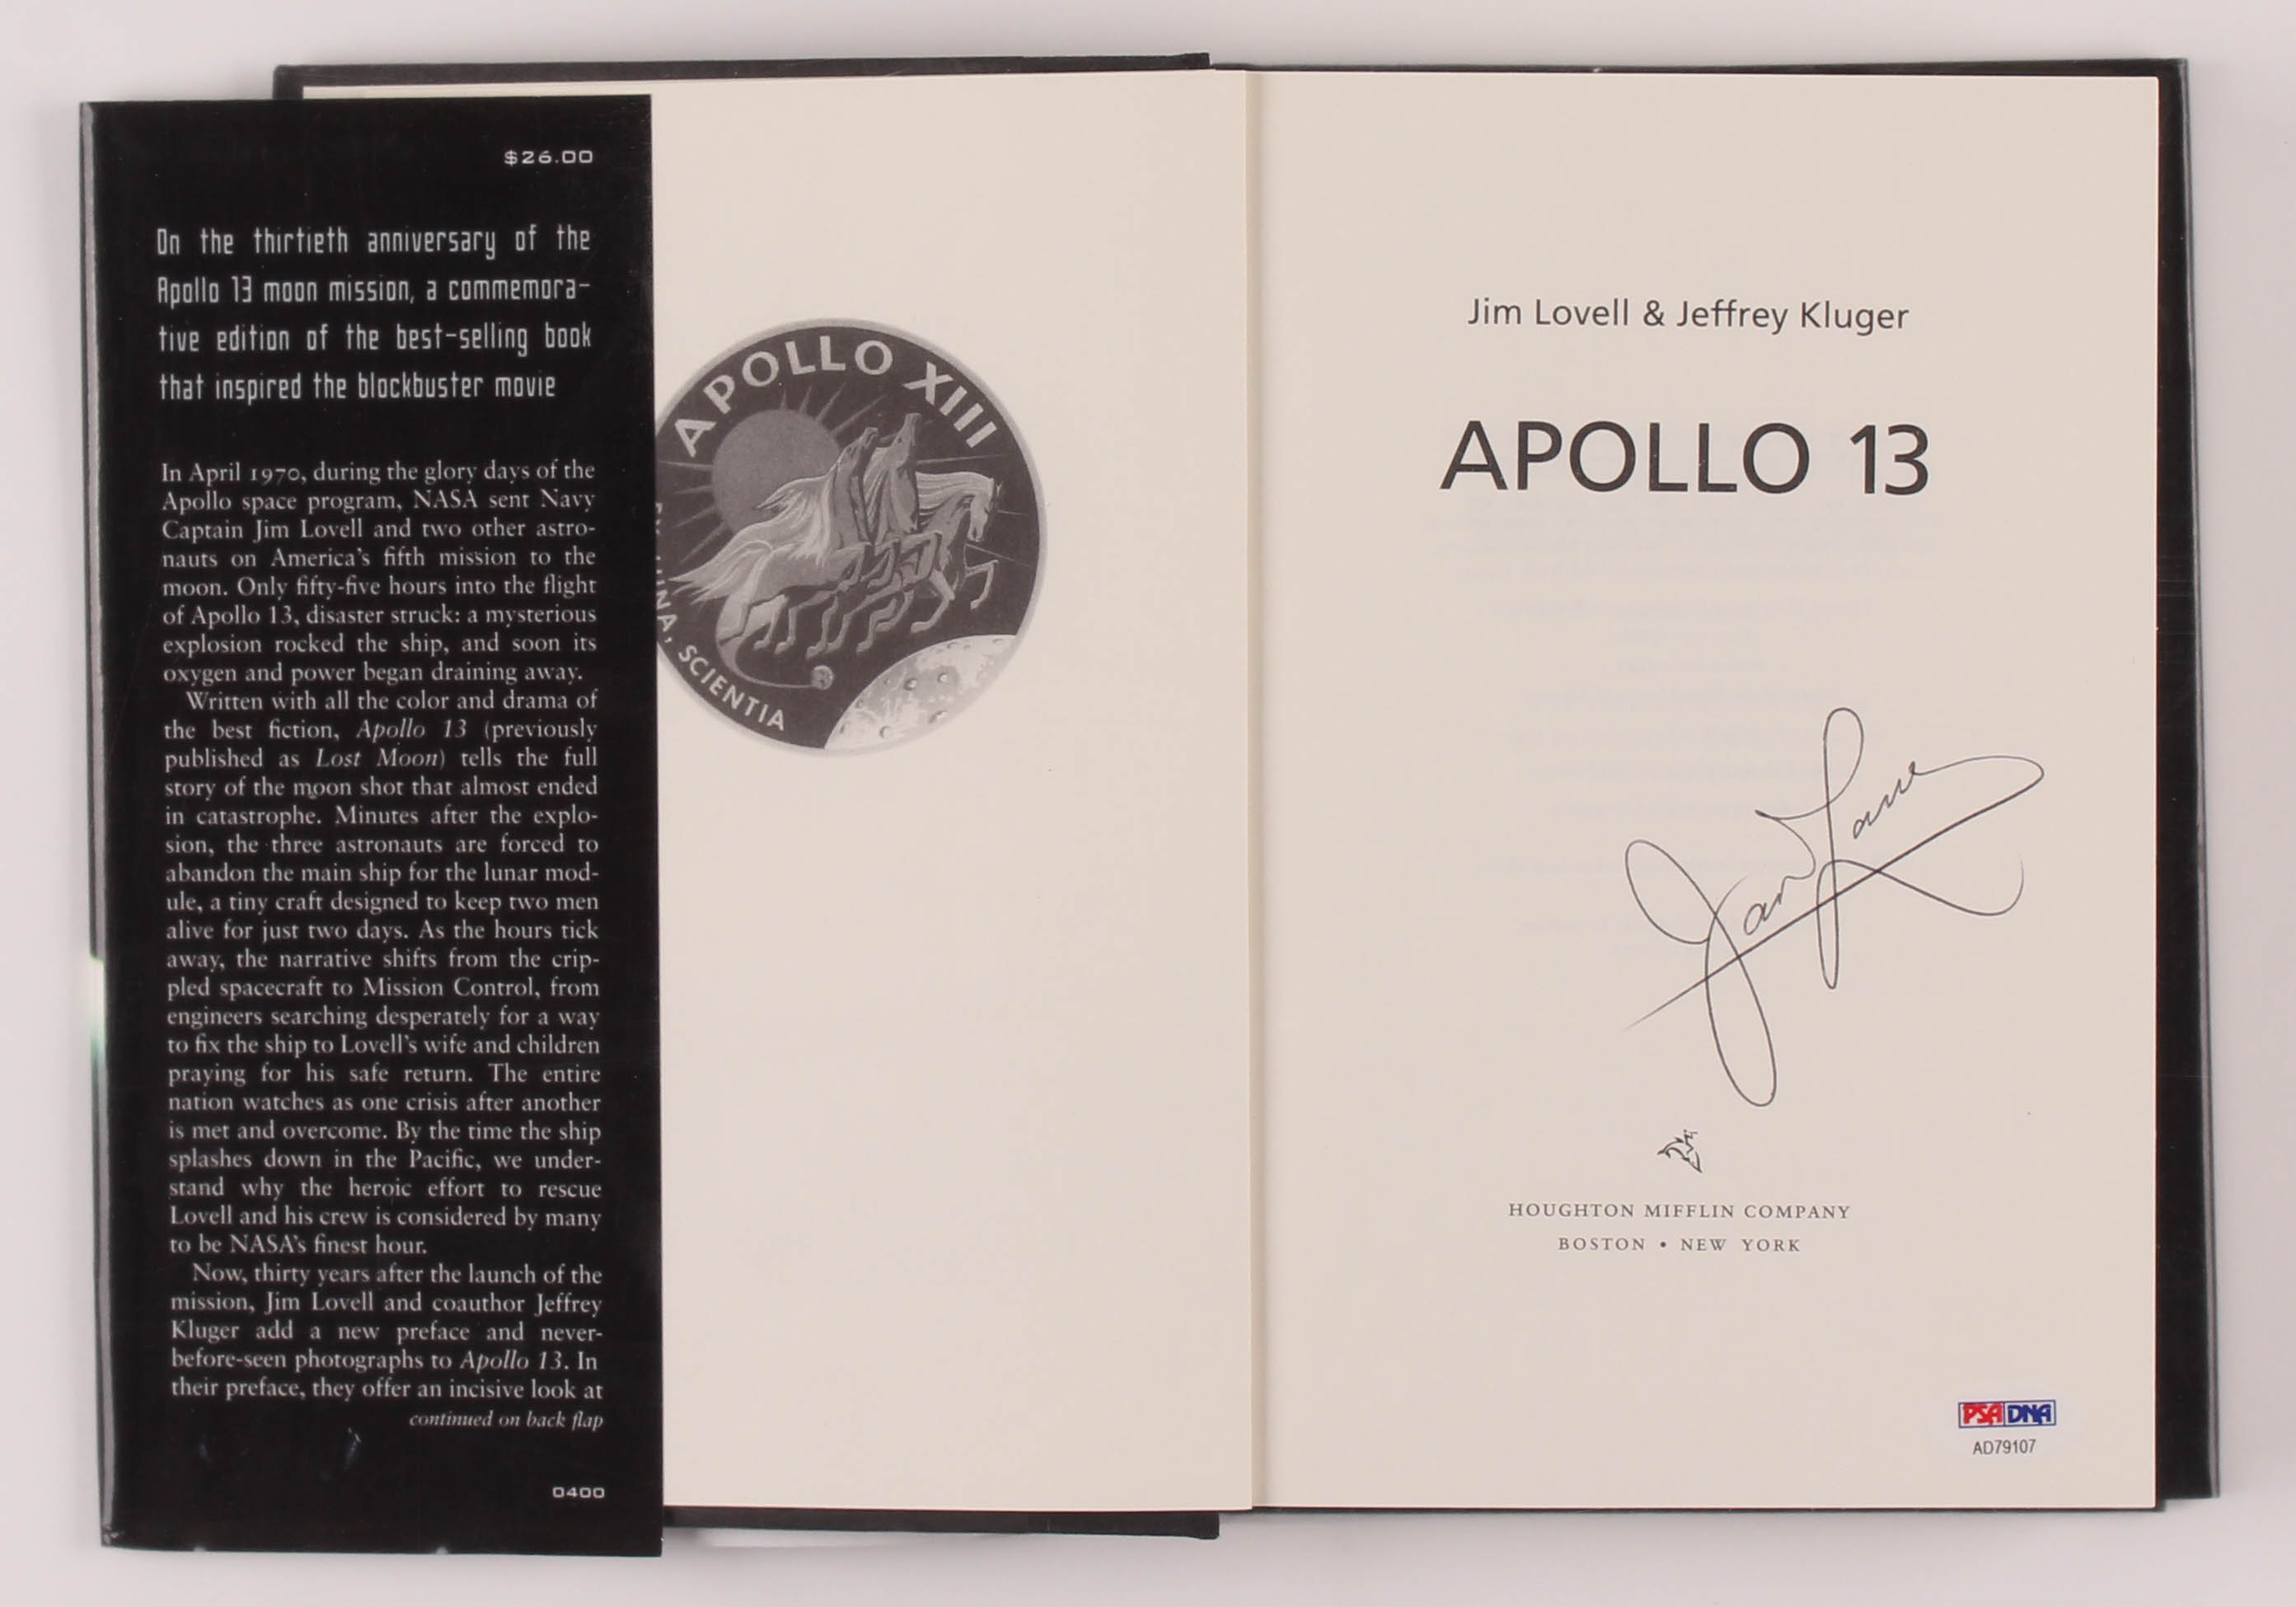 $26.00
On the thirtieth anniversary of the
Apollo 13 moon mission, a commemora-
tive edition of the best-selling book
that inspired the blockbuster movie
In April 1970, during the glory days of the
Apollo space program, NASA sent Navy
Captain Jim Lovell and two other astro-
nauts on America's fifth mission to the
moon. Only fifty-five hours into the flight
of Apollo 13, disaster struck: a mysterious
explosion rocked the ship, and soon its
oxygen and power began draining away.
Written with all the color and drama of
the best fiction, Apollo 13 (previously
published as Lost Moon) tells the full
story of the moon shot that almost ended
in catastrophe. Minutes after the explo-
sion, the three astronauts are forced to
abandon the main ship for the lunar mod-
ule, a tiny craft designed to keep two men
alive for just two days. As the hours tick
away, the narrative shifts from the crip-
pled spacecraft to Mission Control, from
engineers searching desperately for a way
to fix the ship to Lovell's wife and children
praying for his safe return. The entire
nation watches as one crisis after another
is met and overcome. By the time the ship
splashes down in the Pacific, we under-
stand why the heroic effort to rescue
Lovell and his crew is considered by many
to be NASA's finest hour.
Now, thirty years after the launch of the
mission, Jim Lovell and coauthor Jeffrey
Kluger add a new preface and never-
before-seen photographs to Apollo 13. In
their preface, they offer an incisive look at
continued on back flap
0400
APOLLO XIII
LUNA, SCIENTIA
Jim Lovell & Jeffrey Kluger
APOLLO 13
HOUGHTON MIFFLIN COMPANY
BOSTON • NEW YORK
PSA DNA
AD79107